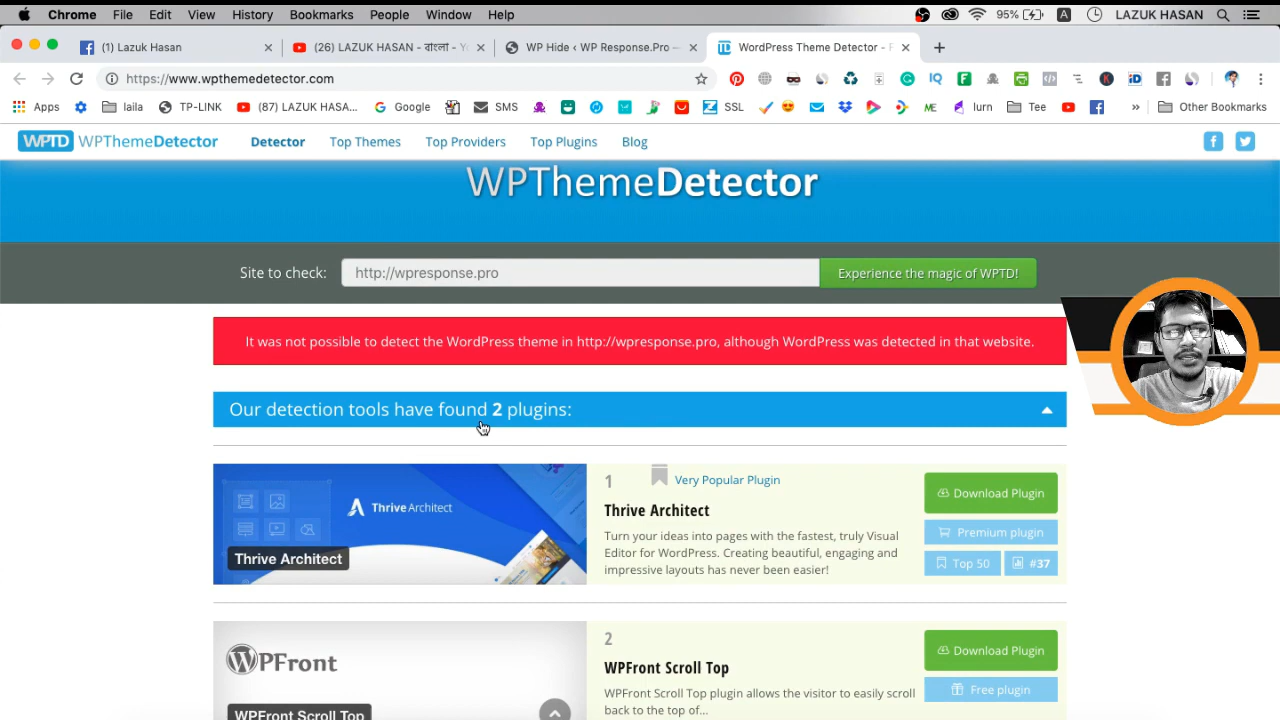 Chrome File Edit View History Bookmarks People Window Help 95% A LAZUK HASAN
(1) Lazuk Hasan
(26) LAZUK HASAN - বাংলা - Yo
WP Hide ‹ WP Response.Pro —
WordPress Theme Detector - F
https://www.wpthemedetector.com
Apps laila TP-LINK (87) LAZUK HASA... Google SMS SSL ME lurn Tee » Other Bookmarks
WPTD WPThemeDetector Detector Top Themes Top Providers Top Plugins Blog
WPThemeDetector
Site to check: http://wpresponse.pro Experience the magic of WPTD!
It was not possible to detect the WordPress theme in http://wpresponse.pro, although WordPress was detected in that website.
Our detection tools have found 2 plugins:
Thrive Architect
Thrive Architect
1 Very Popular Plugin
Thrive Architect
Turn your ideas into pages with the fastest, truly Visual
Editor for WordPress. Creating beautiful, engaging and
impressive layouts has never been easier!
Download Plugin
Premium plugin
Top 50 #37
WPFront
WPFront Scroll Top
2
WPFront Scroll Top
WPFront Scroll Top plugin allows the visitor to easily scroll
back to the top of...
Download Plugin
Free plugin